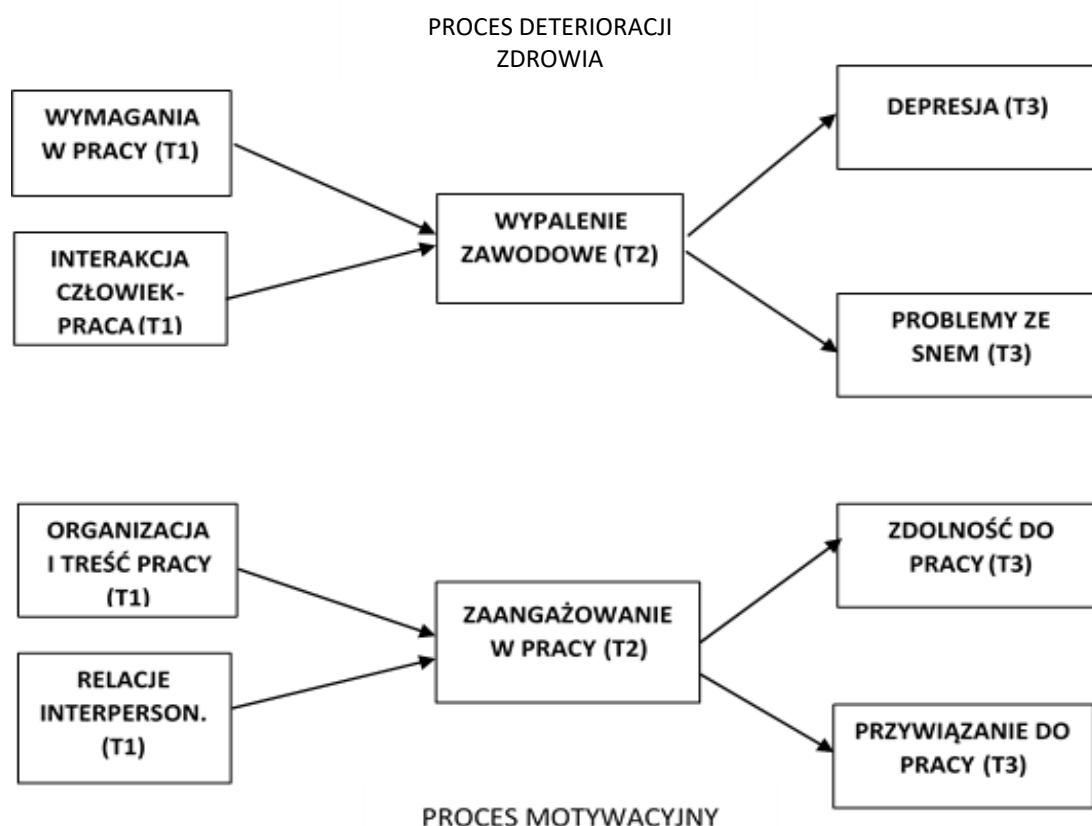 PROCES DETERIORACJI
ZDROWIA
WYMAGANIA
W PRACY (T1)
INTERAKCJA
CZŁOWIEK-
PRACA (T1)
WYPALENIE
ZAWODOWE (T2)
DEPRESJA (T3)
PROBLEMY ZE
SNEM (T3)
ORGANIZACJA
I TREŚĆ PRACY
(T1)
RELACJE
INTERPERSON.
(T1)
ZAANGAŻOWANIE
W PRACY (T2)
ZDOLNOŚĆ DO
PRACY (T3)
PRZYWIĄZANIE DO
PRACY (T3)
PROCES MOTYWACYJNY